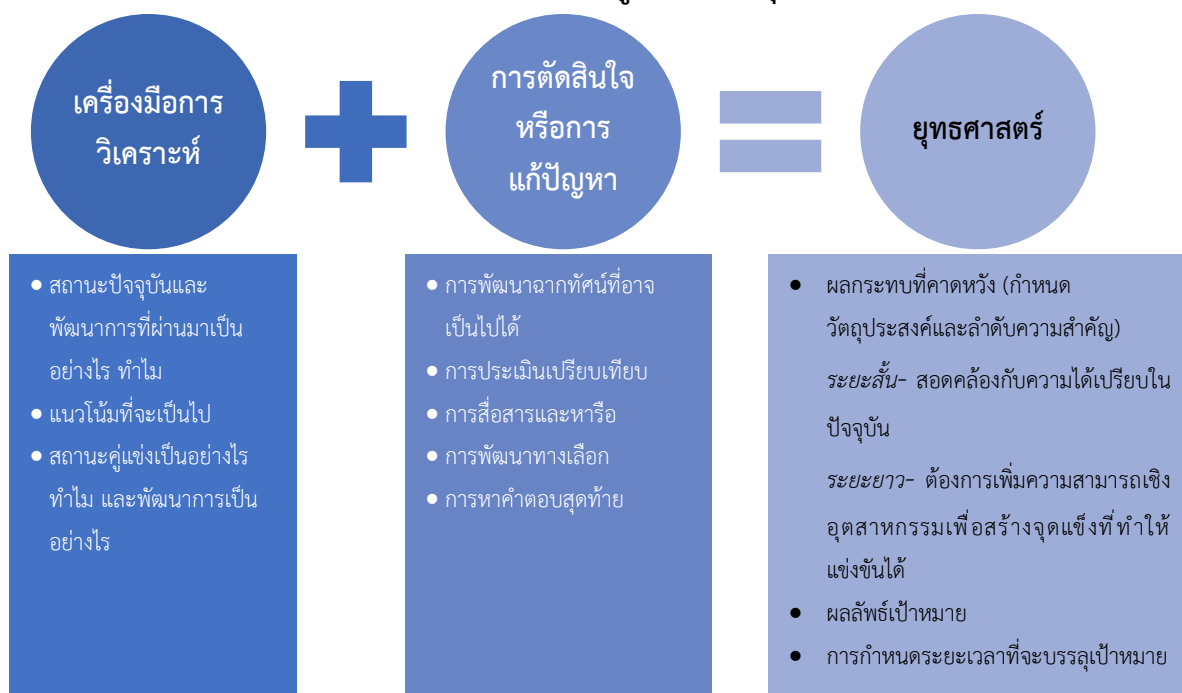 เครื่องมือการ
วิเคราะห์
การตัดสินใจ
หรือการ
แก้ปัญหา
ยุทธศาสตร์
● สถานะปัจจุบันและ
พัฒนาการที่ผ่านมาเป็น
อย่างไร ทำไม
● แนวโน้มที่จะเป็นไป
● สถานะคู่แข่งเป็นอย่างไร
ทำไม และพัฒนาการเป็น
อย่างไร
● การพัฒนาฉากทัศน์ที่อาจ
เป็นไปได้
● การประเมินเปรียบเทียบ
● การสื่อสารและหารือ
● การพัฒนาทางเลือก
● การหาคำตอบสุดท้าย
● ผลกระทบที่คาดหวัง (กำหนด
วัตถุประสงค์และลำดับความสำคัญ)
ระยะสั้น- สอดคล้องกับความได้เปรียบใน
ปัจจุบัน
ระยะยาว- ต้องการเพิ่มความสามารถเชิง
อุตสาหกรรมเพื่อสร้างจุดแข็งที่ทำให้
แข่งขันได้
● ผลลัพธ์เป้าหมาย
● การกำหนดระยะเวลาที่จะบรรลุเป้าหมาย